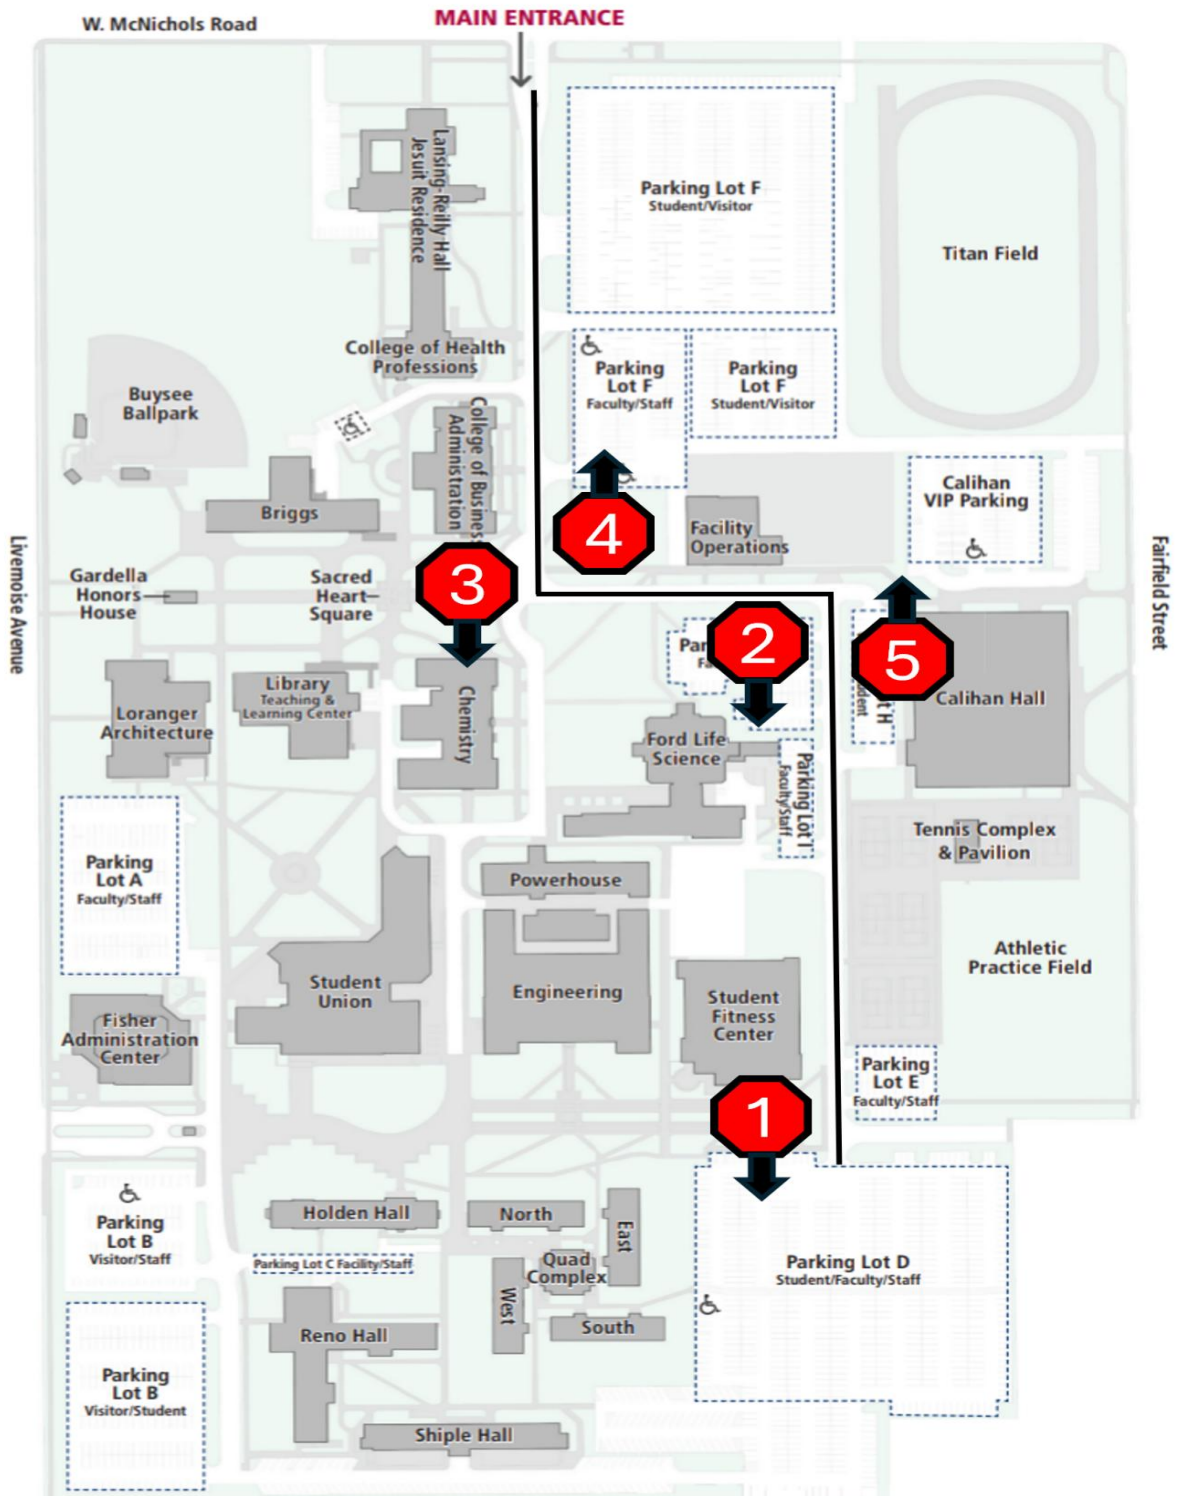 MAIN ENTRANCE
W. McNichols Road
Lansing-Reilly Hall
Jesuit Residence
Parking Lot F
Student/Visitor
Titan Field
College of Health
Professions
Parking
Lot F
Faculty/Staff
Parking
Lot F
Student/Visitor
Buysee
Ballpark
College of Business
Administration
Calihan
VIP Parking
Briggs
4
Facility
Operations
Livernoise Avenue
Fairfield Street
Gardella
Honors
House
Sacred
Heart
Square
3
2
5
Calihan Hall
Library
Teaching &
Learning Center
Loranger
Architecture
Chemistry
Ford Life
Science
Parking Lot I
Faculty/Staff
Tennis Complex
& Pavilion
Parking
Lot A
Faculty/Staff
Powerhouse
Athletic
Practice Field
Student
Union
Engineering
Student
Fitness
Center
Fisher
Administration
Center
Parking
Lot E
Faculty/Staff
1
Parking
Lot B
Visitor/Staff
Holden Hall
North
East
Parking Lot C Facility/Staff
Quad
Complex
West
South
Parking Lot D
Student/Faculty/Staff
Reno Hall
Parking
Lot B
Visitor/Student
Shiple Hall